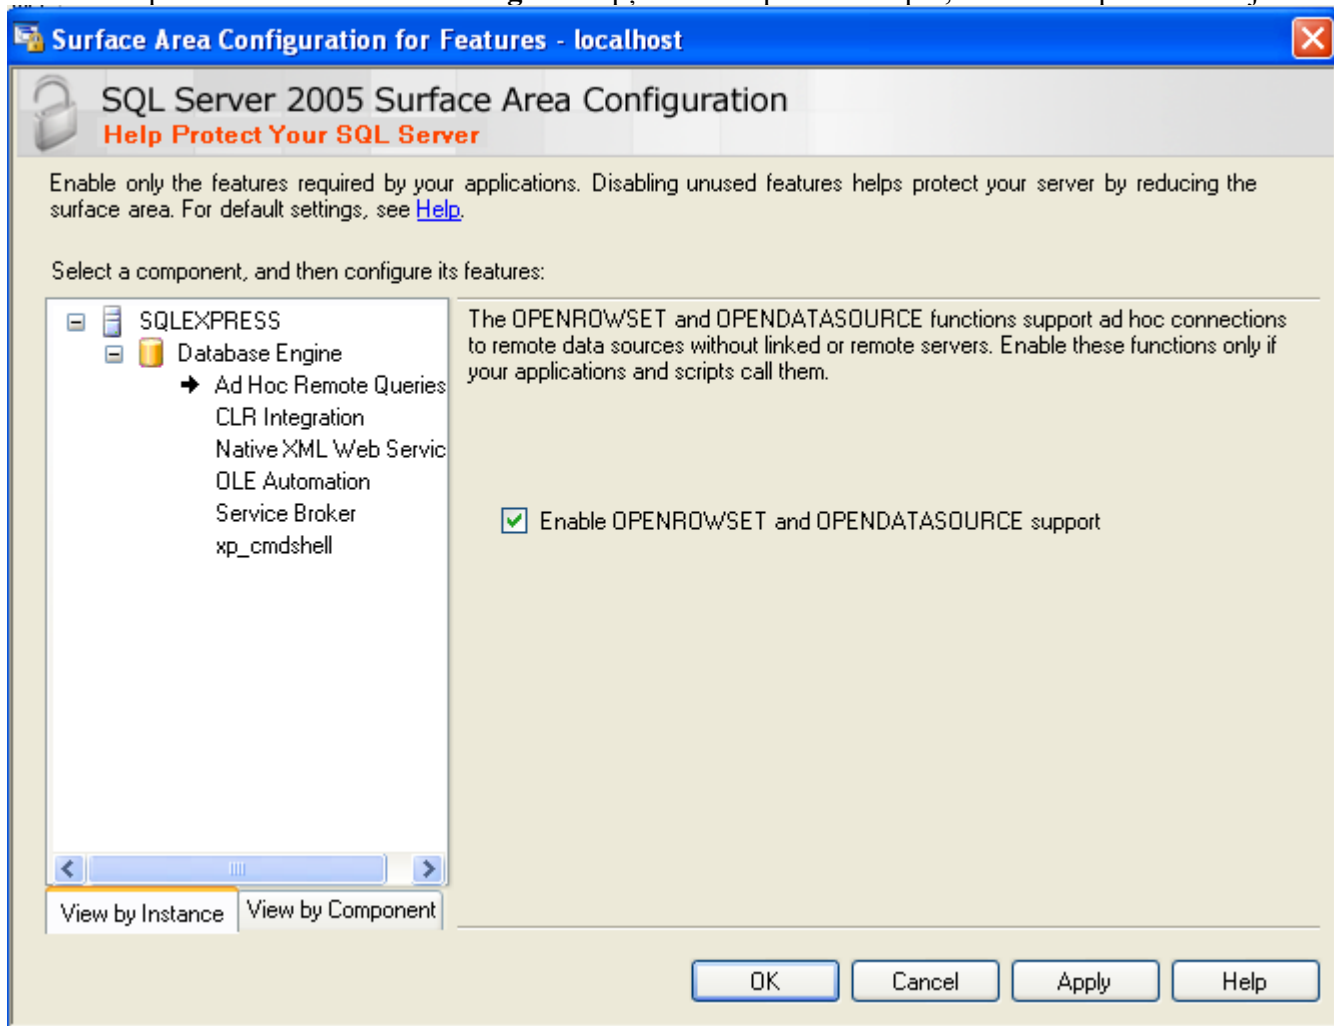 Surface Area Configuration for Features - localhost
SQL Server 2005 Surface Area Configuration
Help Protect Your SQL Server
Enable only the features required by your applications. Disabling unused features helps protect your server by reducing the
surface area. For default settings, see Help.
Select a component, and then configure its features:
SQLEXPRESS
Database Engine
Ad Hoc Remote Queries
CLR Integration
Native XML Web Servic
OLE Automation
Service Broker
xp_cmdshell
View by Instance
View by Component
The OPENROWSET and OPENDATASOURCE functions support ad hoc connections
to remote data sources without linked or remote servers. Enable these functions only if
your applications and scripts call them.
Enable OPENROWSET and OPENDATASOURCE support
OK
Cancel
Apply
Help